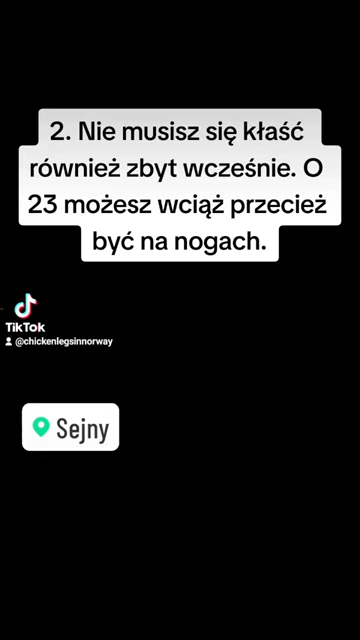 2. Nie musisz się kłaść
również zbyt wcześnie. O
23 możesz wciąż przecież
być na nogach.
TikTok
@chickenlegsinnorway
Sejny